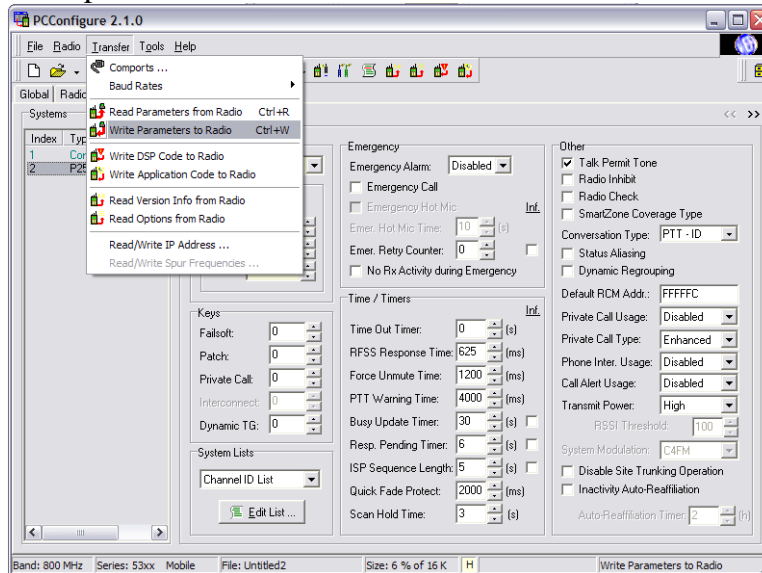 PCConfigure 2.1.0
File Radio Transfer Tools Help
Comports ...
Baud Rates
Read Parameters from Radio Ctrl+R
Write Parameters to Radio Ctrl+W
Write DSP Code to Radio
Write Application Code to Radio
Read Version Info from Radio
Read Options from Radio
Read/Write IP Address ...
Read/Write Spur Frequencies ...
Global
Systems
<< >>
Index
1
2 P25
Keys
Failsoft: 0
Patch: 0
Private Call: 0
Interconnect: 0
Dynamic TG: 0
System Lists
Channel ID List
Edit List ...
Emergency
Emergency Alarm: Disabled
Emergency Call
Emergency Hot Mic Inf.
Emer. Hot Mic Time: 10 (s)
Emer. Retry Counter: 0
No Rx Activity during Emergency
Time / Timers
Inf.
Time Out Timer: 0 (s)
RFSS Response Time: 625 (ms)
Force Unmute Time: 1200 (ms)
PTT Warning Time: 4000 (ms)
Busy Update Timer: 30 (s)
Resp. Pending Timer: 6 (s)
ISP Sequence Length: 5 (s)
Quick Fade Protect: 2000 (ms)
Scan Hold Time: 3 (s)
Other
Talk Permit Tone
Radio Inhibit
Radio Check
SmartZone Coverage Type
Conversation Type: PTT - ID
Status Aliasing
Dynamic Regrouping
Default RCM Addr.: FFFFFC
Private Call Usage: Disabled
Private Call Type: Enhanced
Phone Inter. Usage: Disabled
Call Alert Usage: Disabled
Transmit Power: High
RSSI Threshold: 100
System Modulation: C4FM
Disable Site Trunking Operation
Inactivity Auto-Reaffiliation
Auto-Reaffiliation Timer: 2 (h)
Band: 800 MHz Series: 53xx Mobile File: Untitled2 Size: 6 % of 16 K H Write Parameters to Radio